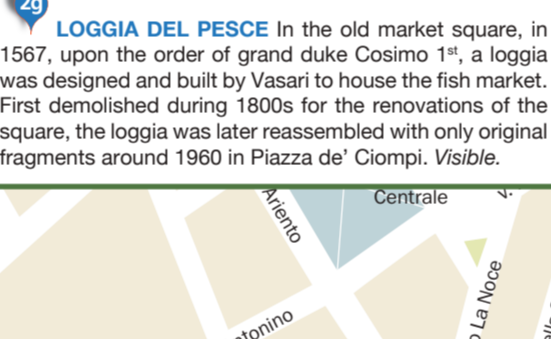 2g
LOGGIA DEL PESCE In the old market square, in
1567, upon the order of grand duke Cosimo 1st, a loggia
was designed and built by Vasari to house the fish market.
First demolished during 1800s for the renovations of the
square, the loggia was later reassembled with only original
fragments around 1960 in Piazza de' Ciompi. Visible.
Ariento
Centrale
v.
La Noce
tonino